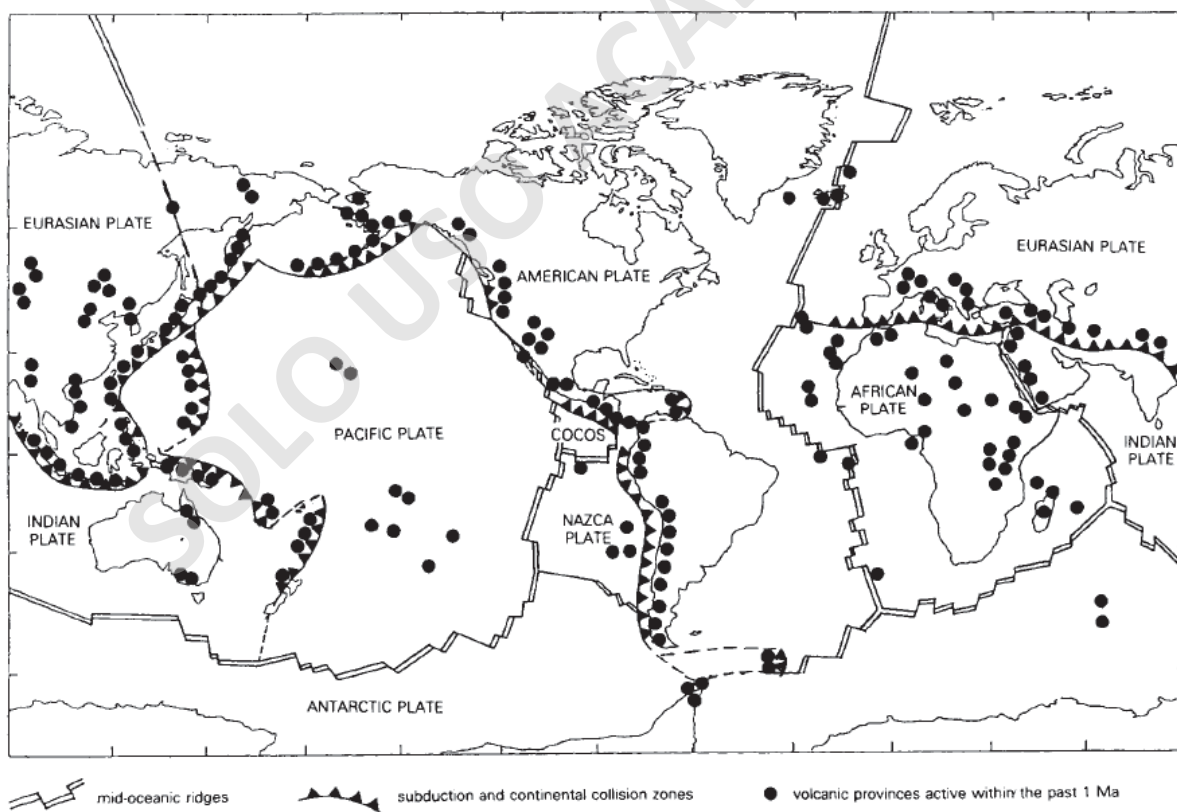 SOLO USO ACA
EURASIAN PLATE
AMERICAN PLATE
EURASIAN PLATE
PACIFIC PLATE
COCOS
AFRICAN
PLATE
INDIAN
PLATE
INDIAN
PLATE
NAZCA
PLATE
ANTARCTIC PLATE
mid-oceanic ridges
subduction and continental collision zones
volcanic provinces active within the past 1 Ma